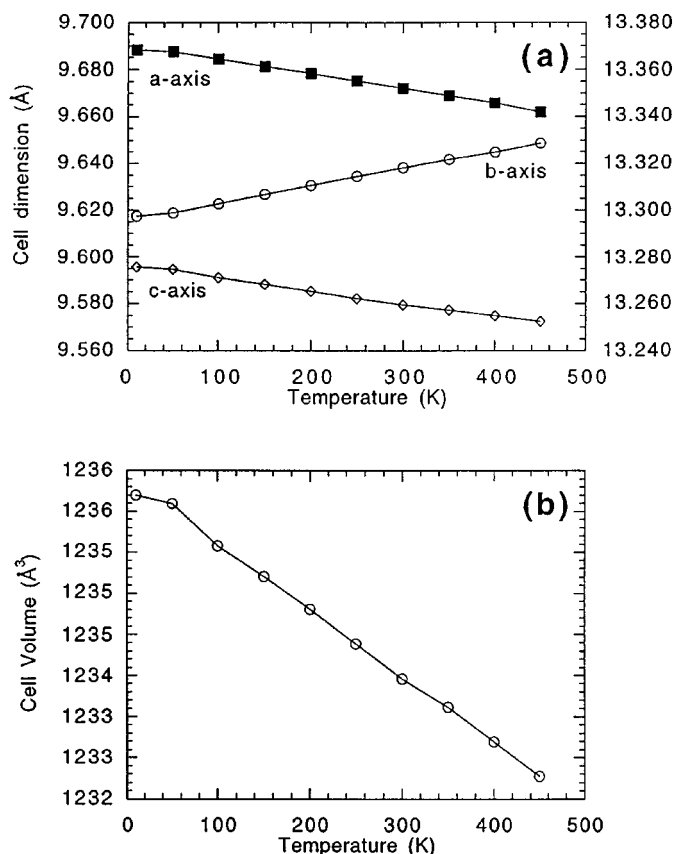 (a)
9.700
9.680
9.660
9.640
9.620
9.600
9.580
9.560
Cell dimension (Å)
a-axis
b-axis
c-axis
13.380
13.360
13.340
13.320
13.300
13.280
13.260
13.240
0 100 200 300 400 500
Temperature (K)
(b)
1236
1236
1235
1235
1235
1234
1233
1233
1232
Cell Volume (Å³)
0 100 200 300 400 500
Temperature (K)